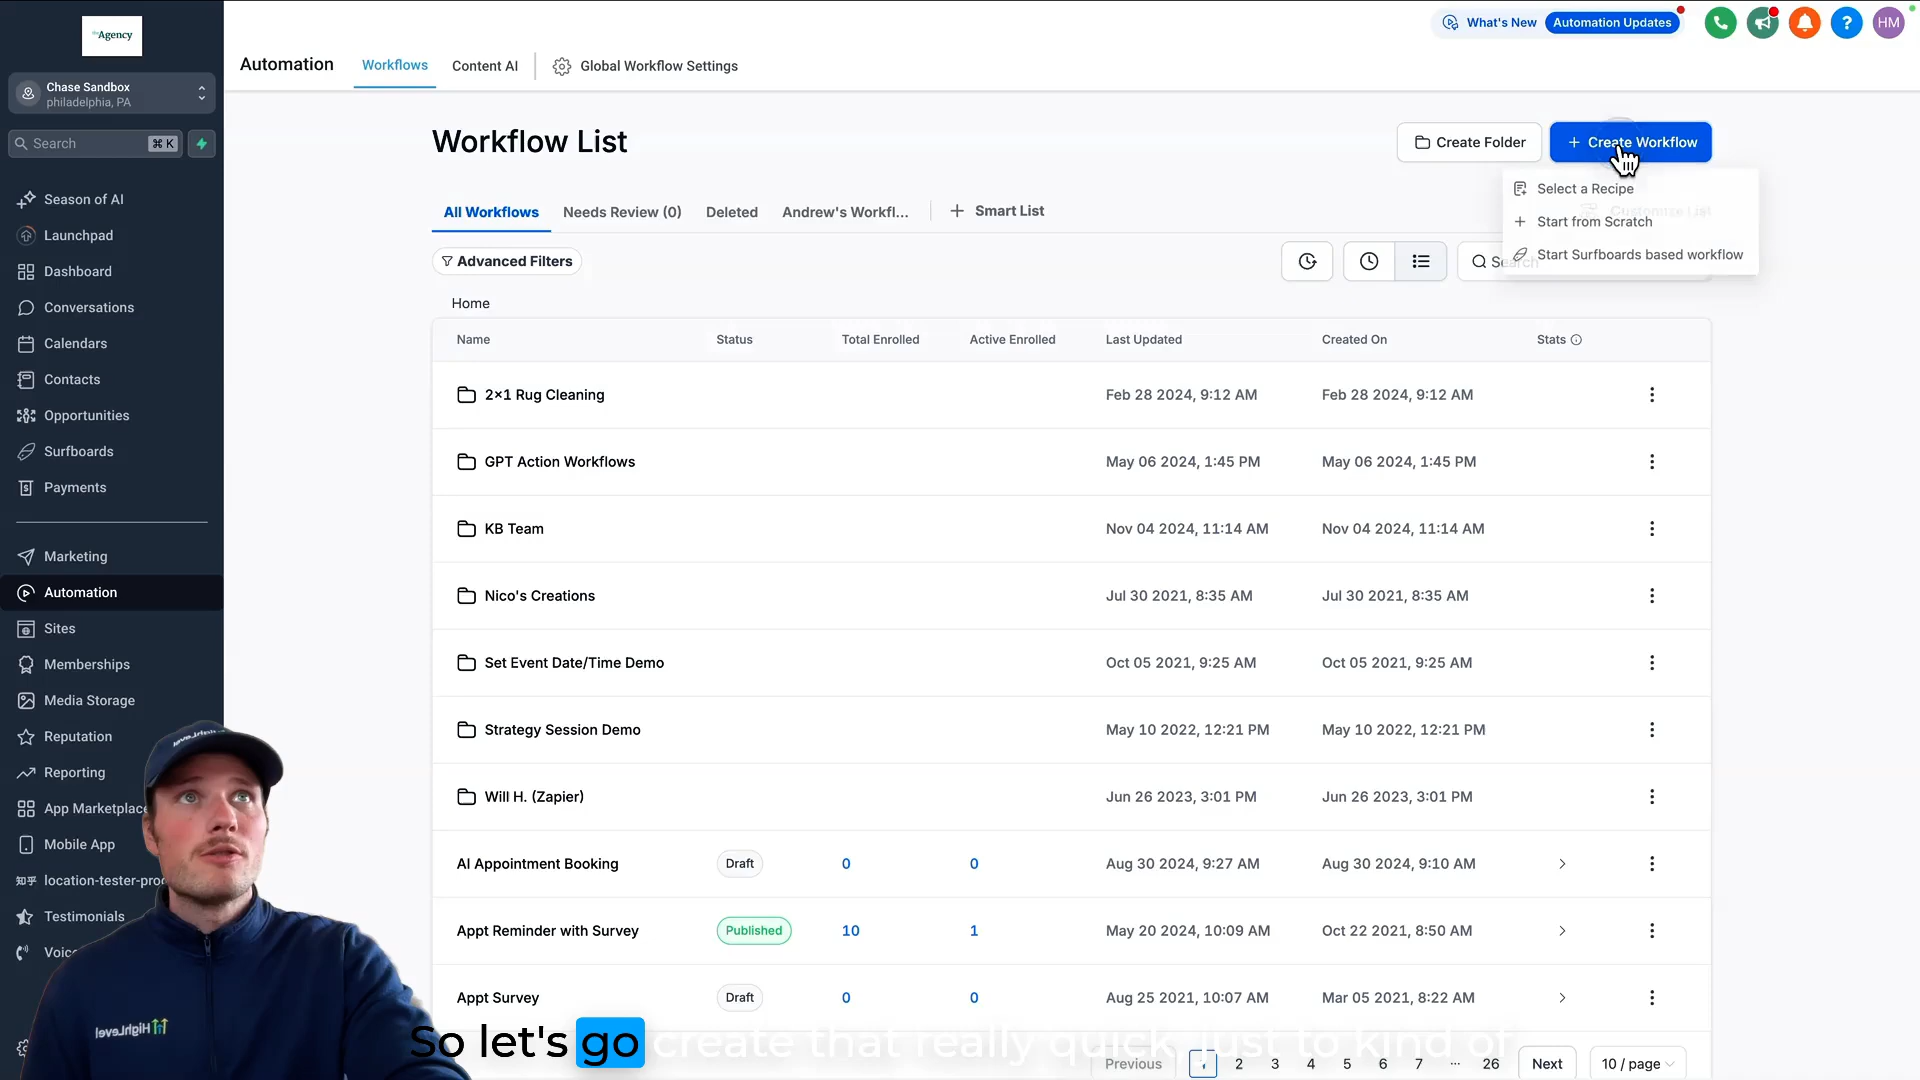 the Agency
Chase Sandbox
philadelphia, PA
Search ⌘ K
Season of AI
Launchpad
Dashboard
Conversations
Calendars
Contacts
Opportunities
Surfboards
Payments
Marketing
Automation
Sites
Memberships
Media Storage
Reputation
Reporting
App Marketplace
Mobile App
知乎 location-tester-pro
Testimonials
Voic
What's New Automation Updates
? HM
Automation Workflows Content AI Global Workflow Settings
Workflow List
Create Folder
+ Create Workflow
Select a Recipe
Customize List
Start from Scratch
Start Surfboards based workflow
All Workflows Needs Review (0) Deleted Andrew's Workfl... + Smart List
Advanced Filters
Search
Home
Name Status Total Enrolled Active Enrolled Last Updated Created On Stats
2x1 Rug Cleaning Feb 28 2024, 9:12 AM Feb 28 2024, 9:12 AM
GPT Action Workflows May 06 2024, 1:45 PM May 06 2024, 1:45 PM
KB Team Nov 04 2024, 11:14 AM Nov 04 2024, 11:14 AM
Nico's Creations Jul 30 2021, 8:35 AM Jul 30 2021, 8:35 AM
Set Event Date/Time Demo Oct 05 2021, 9:25 AM Oct 05 2021, 9:25 AM
Strategy Session Demo May 10 2022, 12:21 PM May 10 2022, 12:21 PM
Will H. (Zapier) Jun 26 2023, 3:01 PM Jun 26 2023, 3:01 PM
AI Appointment Booking Draft 0 0 Aug 30 2024, 9:27 AM Aug 30 2024, 9:10 AM
Appt Reminder with Survey Published 10 1 May 20 2024, 10:09 AM Oct 22 2021, 8:50 AM
Appt Survey Draft 0 0 Aug 25 2021, 10:07 AM Mar 05 2021, 8:22 AM
HighLevel
HighLevel
So let's go create that really quick just to kind of
Previous 1 2 3 4 5 6 7 ... 26 Next 10 / page